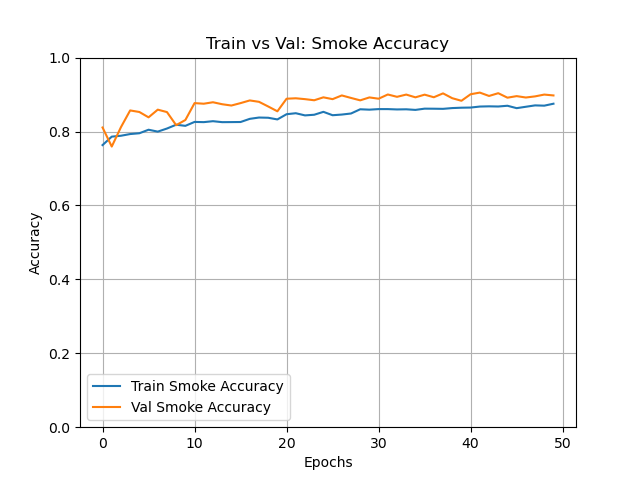 Train vs Val: Smoke Accuracy
1.0
0.8
0.6
0.4
0.2
0.0
Accuracy
Train Smoke Accuracy
Val Smoke Accuracy
0 10 20 30 40 50
Epochs